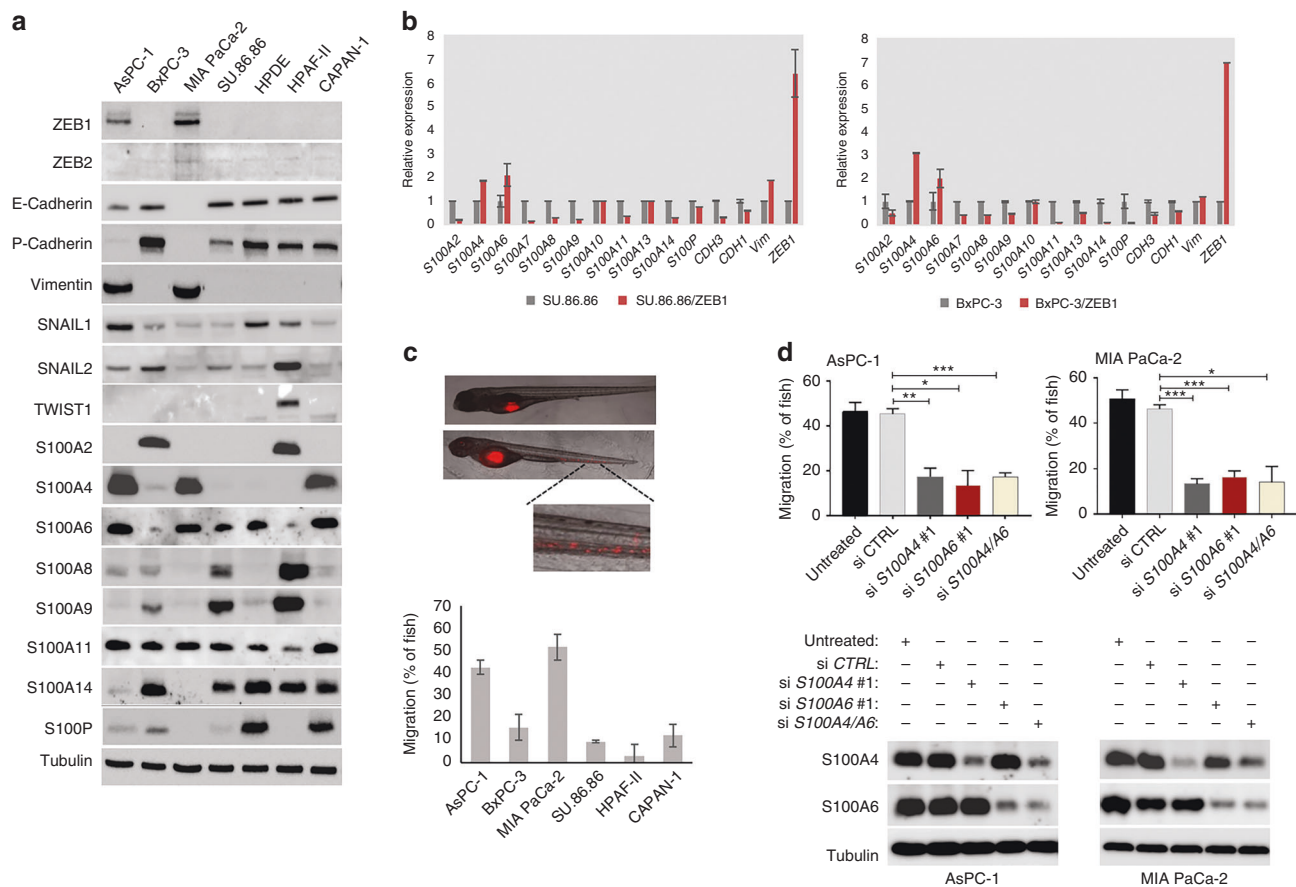 a
AsPC-1
BxPC-3
MIA PaCa-2
SU.86.86
HPDE
HPAF-II
CAPAN-1
ZEB1
ZEB2
E-Cadherin
P-Cadherin
Vimentin
SNAIL1
SNAIL2
TWIST1
S100A2
S100A4
S100A6
S100A8
S100A9
S100A11
S100A14
S100P
Tubulin
b
Relative expression
8
7
6
5
4
3
2
1
0
S100A2
S100A4
S100A6
S100A7
S100A8
S100A9
S100A10
S100A11
S100A13
S100A14
S100P
CDH3
CDH1
Vim
ZEB1
SU.86.86
SU.86.86/ZEB1
Relative expression
8
7
6
5
4
3
2
1
0
S100A2
S100A4
S100A6
S100A7
S100A8
S100A9
S100A10
S100A11
S100A13
S100A14
S100P
CDH3
CDH1
Vim
ZEB1
BxPC-3
BxPC-3/ZEB1
c
Migration (% of fish)
70
60
50
40
30
20
10
0
AsPC-1
BxPC-3
MIA PaCa-2
SU.86.86
HPAF-II
CAPAN-1
d
AsPC-1
Migration (% of fish)
60
40
20
0
***
*
**
Untreated
si CTRL
si S100A4 #1
si S100A6 #1
si S100A4/A6
MIA PaCa-2
Migration (% of fish)
60
40
20
0
*
***
***
Untreated
si CTRL
si S100A4 #1
si S100A6 #1
si S100A4/A6
Untreated: + – – – – + – – – –
si CTRL: – + – – – – + – – –
si S100A4 #1: – – + – – – – + – –
si S100A6 #1: – – – + – – – – + –
si S100A4/A6: – – – – + – – – – +
S100A4
S100A6
Tubulin
AsPC-1
MIA PaCa-2